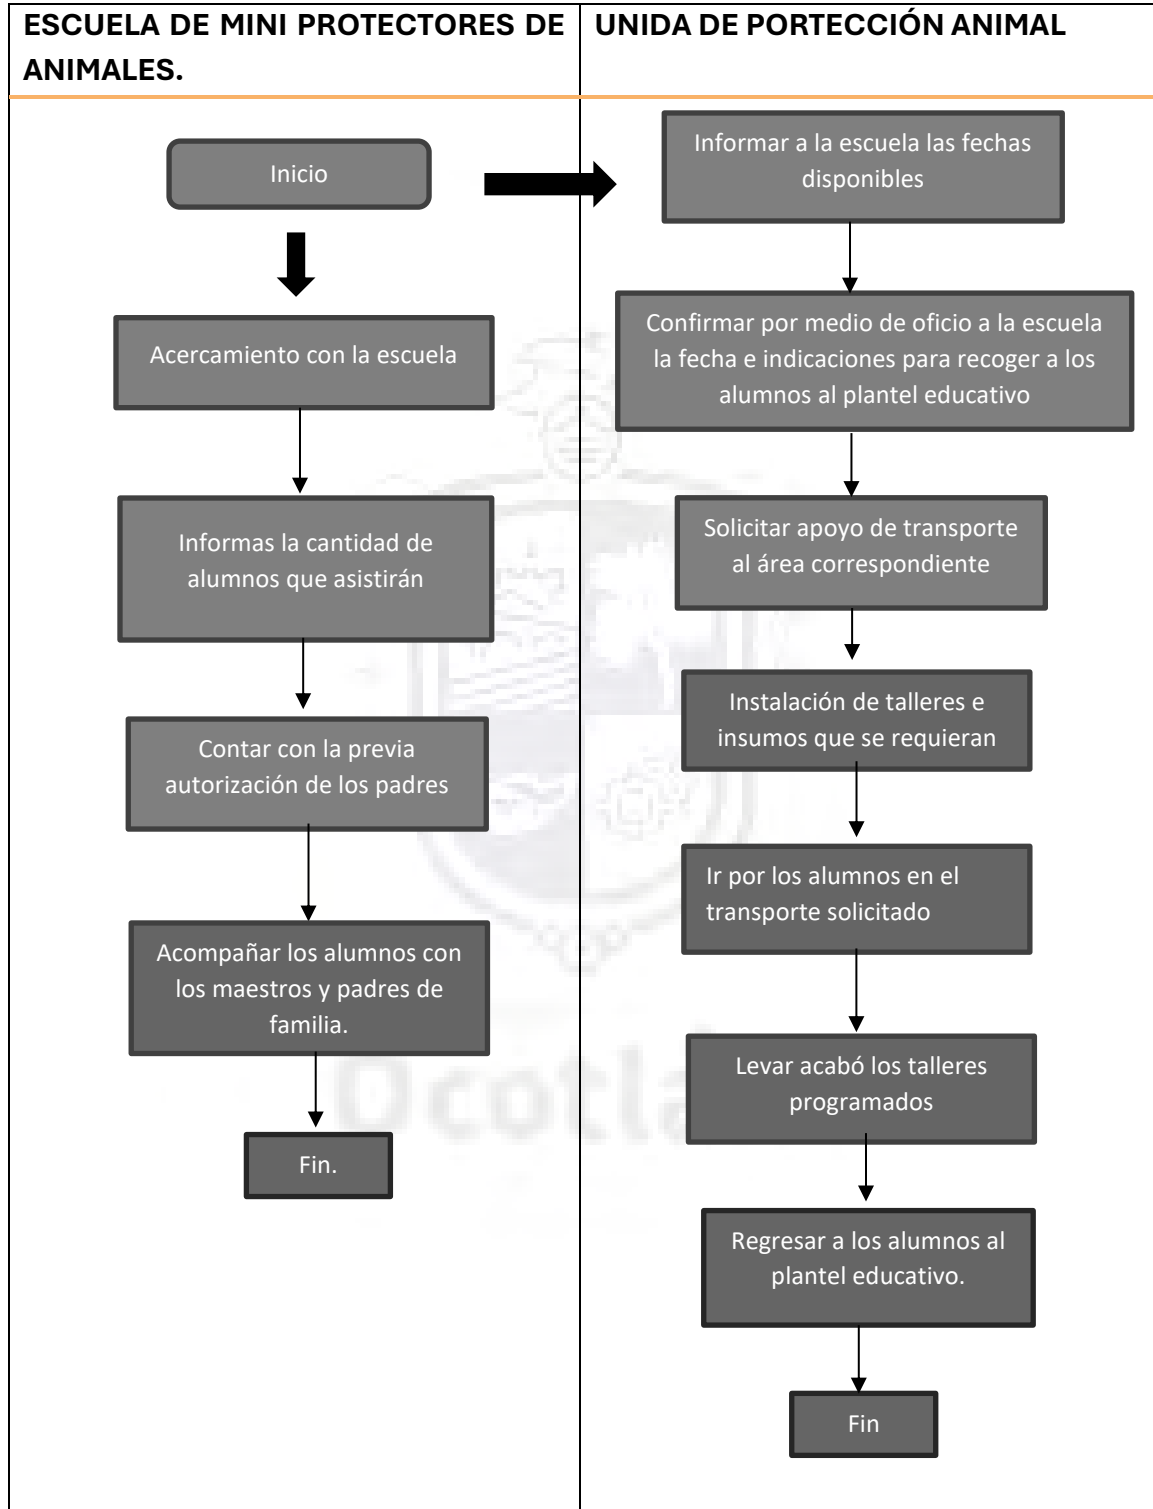 ESCUELA DE MINI PROTECTORES DE
ANIMALES.
UNIDA DE PORTECCIÓN ANIMAL
Inicio
Acercamiento con la escuela
Informas la cantidad de
alumnos que asistirán
Contar con la previa
autorización de los padres
Acompañar los alumnos con
los maestros y padres de
familia.
Fin.
Informar a la escuela las fechas
disponibles
Confirmar por medio de oficio a la escuela
la fecha e indicaciones para recoger a los
alumnos al plantel educativo
Solicitar apoyo de transporte
al área correspondiente
Instalación de talleres e
insumos que se requieran
Ir por los alumnos en el
transporte solicitado
Levar acabó los talleres
programados
Regresar a los alumnos al
plantel educativo.
Fin
Ocotlá